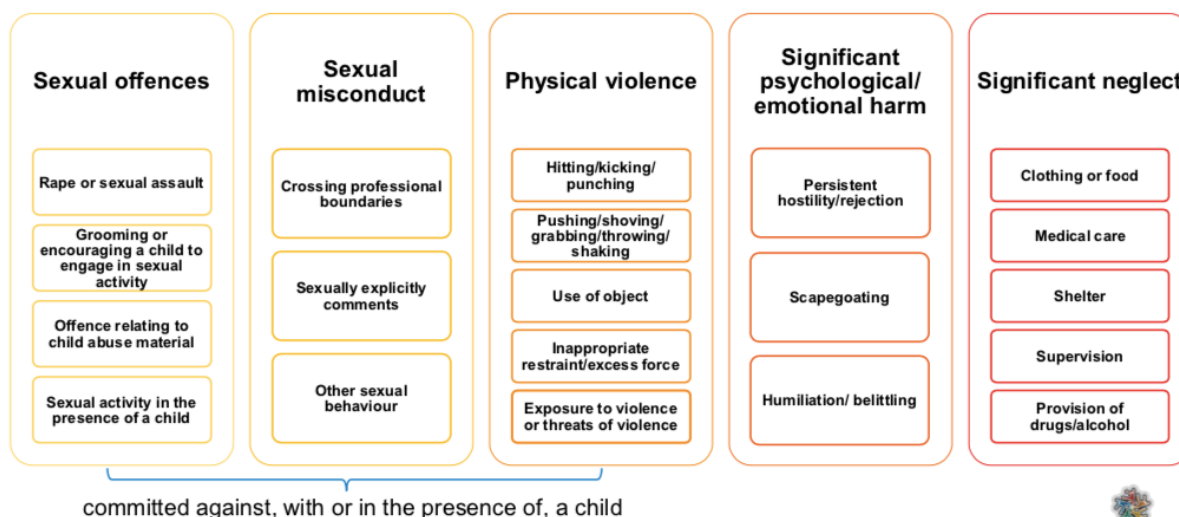 Sexual offences
Rape or sexual assault
Grooming or
encouraging a child to
engage in sexual
activity
Offence relating to
child abuse material
Sexual activity in the
presence of a child
Sexual
misconduct
Crossing professional
boundaries
Sexually explicitly
comments
Other sexual
behaviour
Physical violence
Hitting/kicking/
punching
Pushing/shoving/
grabbing/throwing/
shaking
Use of object
Inappropriate
restraint/excess force
Exposure to violence
or threats of violence
Significant
psychological/
emotional harm
Persistent
hostility/rejection
Scapegoating
Humiliation/ belittling
Significant neglect
Clothing or food
Medical care
Shelter
Supervision
Provision of
drugs/alcohol
committed against, with or in the presence of, a child